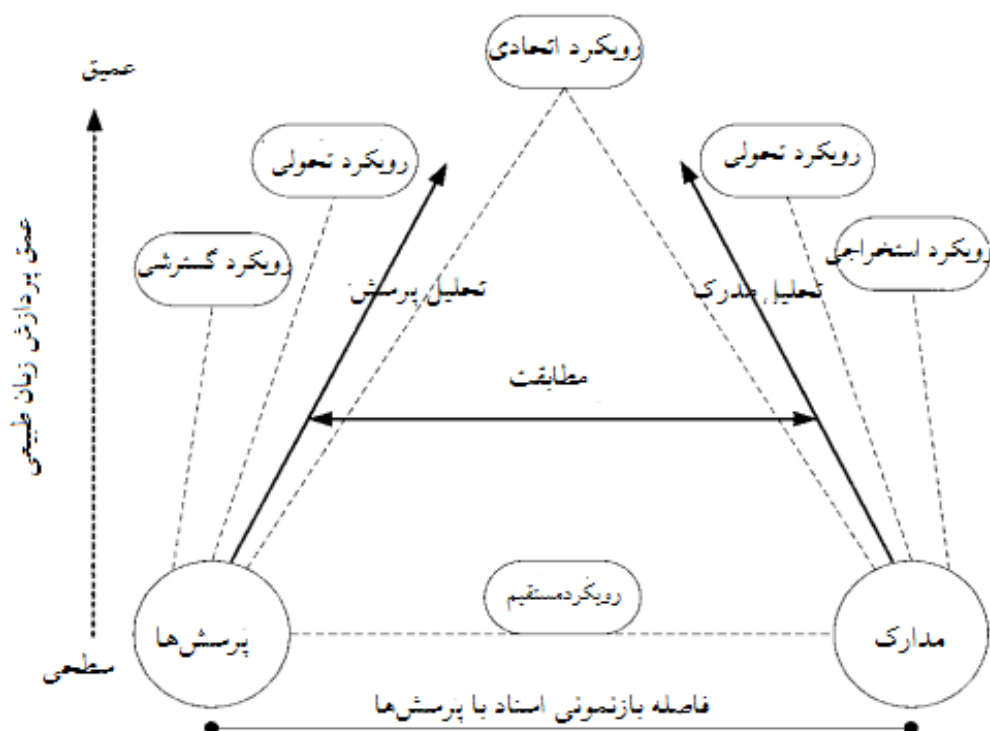 رویکرد اتحادی
عمیق
رویکرد تحولی
رویکرد تحولی
رویکرد استخراجی
رویکرد گسترشی
تحلیل مدرک
تحلیل پرسش
عمق پردازش زبان طبیعی
مطابقت
رویکردمستقیم
مدارک
پرسش‌ها
سطحی
فاصله بازنمونی اسناد با پرسش‌ها